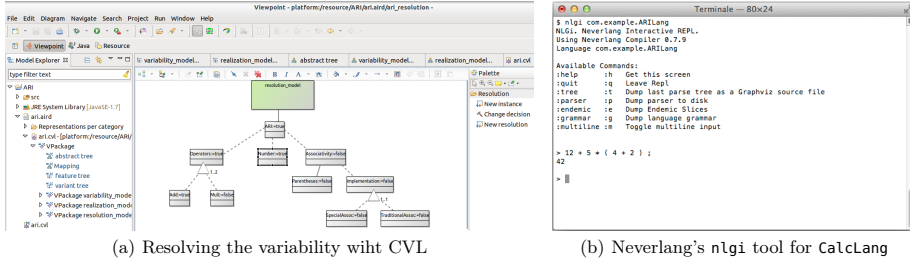 Viewpoint - platform:/resource/ARI/ari.aird/ari_resolution -
File Edit Diagram Navigate Search Project Run Window Help
Viewpoint Java Resource
Model Explorer
variability_model... realization_model... abstract tree variability_model... realization_model... ari.cvl
type filter text
ARI
src
JRE System Library [JavaSE-1.7]
ari.aird
Representations per category
ari.cvl - [platform:/resource/ARI/
VPackage
abstract tree
Mapping
feature tree
variant tree
VPackage variability_mode
VPackage realization_mode
VPackage resolution_mode
ari.cvl
resolution_model
ARI:=true
Operators:=true Number:=true Associativity:=false
1..2
Add:=true Mult:=false Parentheses:=false Implementation:=false
1..1
SpecialAssoc:=false TraditionalAssoc:=false
Palette
Resolution
New instance
Change decision
New resolution
(a) Resolving the variability wiht CVL
Terminale — 80×24
$ nlgi com.example.ARILang
NLGi. Neverlang Interactive REPL.
Using Neverlang Compiler 0.7.9
Language com.example.ARILang
Available Commands:
:help :h Get this screen
:quit :q Leave Repl
:tree :t Dump last parse tree as a Graphviz source file
:parser :p Dump parser to disk
:endemic :e Dump Endemic Slices
:grammar :g Dump language grammar
:multiline :m Toggle multiline input
> 12 + 5 * ( 4 + 2 ) ;
42
>
(b) Neverlang's nlgi tool for CalcLang